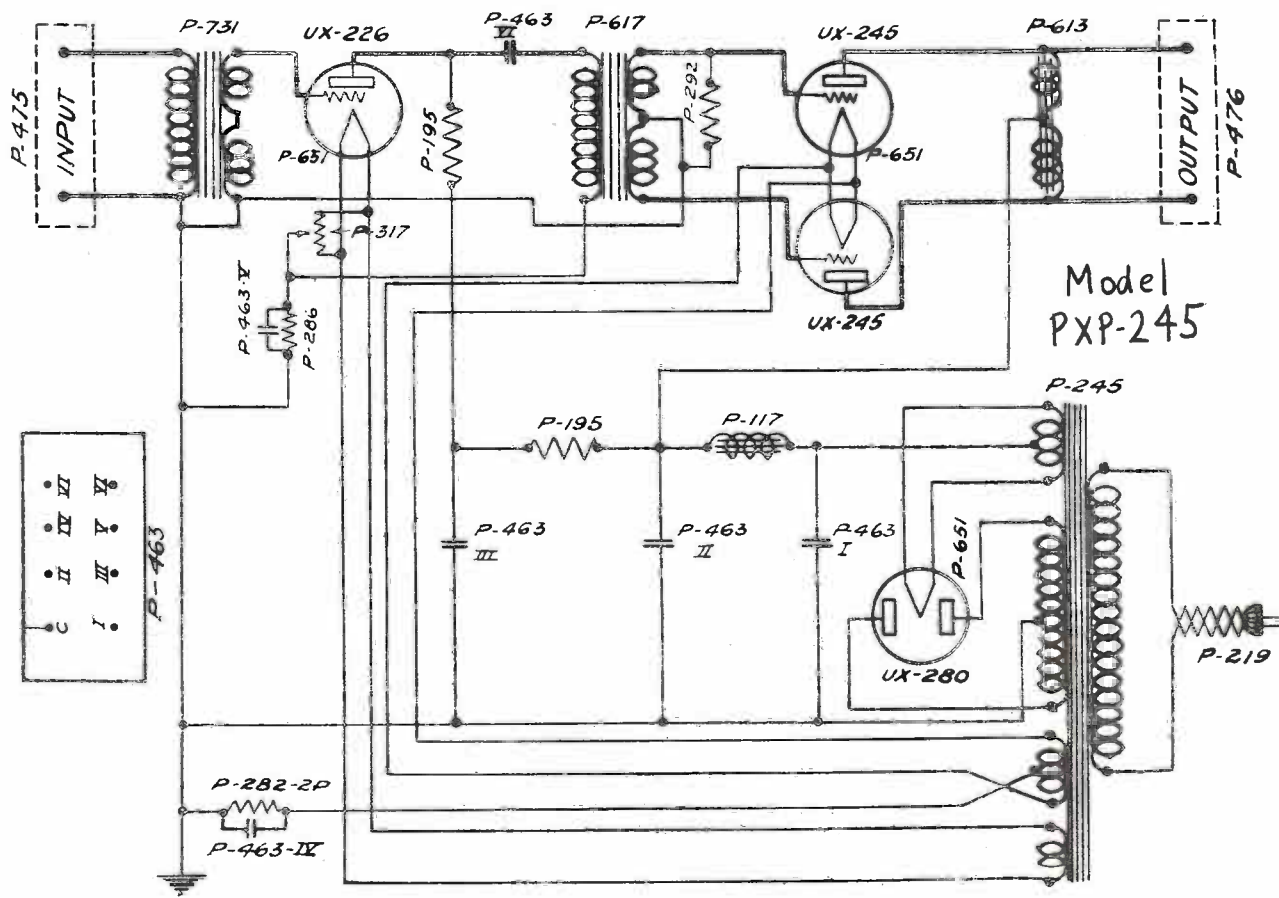 P-731
UX-226
P-463
VI
P-617
UX-245
P-613
P-475
INPUT
P-195
P-292
P-651
P-651
OUTPUT
P-476
P-317
P-463-V
P-286
UX-245
Model
PXP-245
P-245
P-195
P-117
P-463
III
P-463
II
P-463
I
P-651
UX-280
P-219
VI
IV
II
C
VI
V
III
I
P-463
P-282-2P
P-463-IV